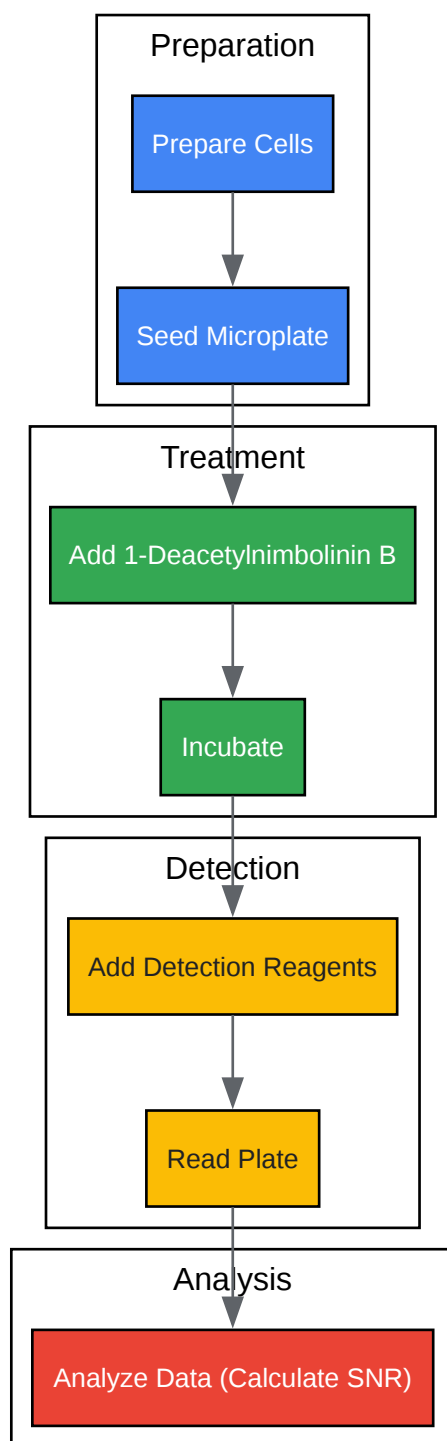 Preparation
Prepare Cells
Seed Microplate
Treatment
Add 1-Deacetylnimbolinin B
Incubate
Detection
Add Detection Reagents
Read Plate
Analysis
Analyze Data (Calculate SNR)